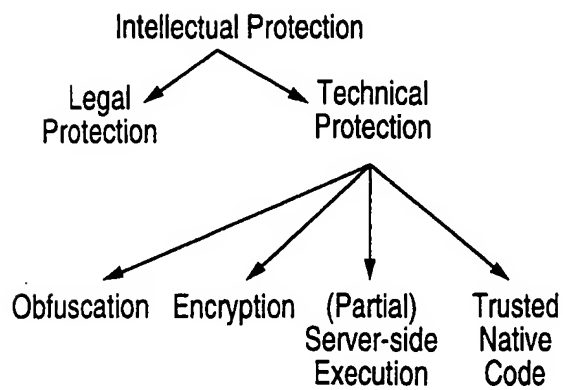 Intellectual Protection
Legal
Protection
Technical
Protection
Obfuscation
Encryption
(Partial)
Server-side
Execution
Trusted
Native
Code